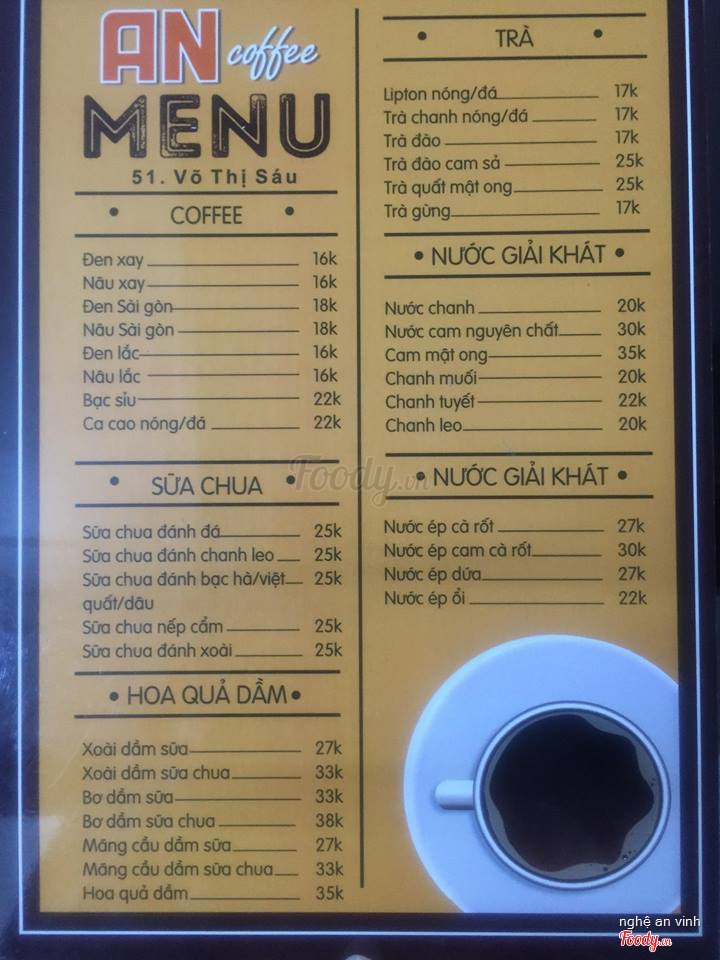 AN coffee
MENU
51. Võ Thị Sáu
COFFEE
Đen xay 16k
Nâu xay 16k
Đen Sài gòn 18k
Nâu Sài gòn 18k
Đen lắc 16k
Nâu lắc 16k
Bạc sỉu 22k
Ca cao nóng/đá 22k
SỮA CHUA
Sữa chua đánh đá 25k
Sữa chua đánh chanh leo 25k
Sữa chua đánh bạc hà/việt 25k
quất/dâu
Sữa chua nếp cẩm 25k
Sữa chua đánh xoài 25k
HOA QUẢ DẦM
Xoài dầm sữa 27k
Xoài dầm sữa chua 33k
Bơ dầm sữa 33k
Bơ dầm sữa chua 38k
Măng cầu dầm sữa 27k
Măng cầu dầm sữa chua 33k
Hoa quả dầm 35k
TRÀ
Lipton nóng/đá 17k
Trà chanh nóng/đá 17k
Trà đào 17k
Trà đào cam sả 25k
Trà quất mật ong 25k
Trà gừng 17k
NƯỚC GIẢI KHÁT
Nước chanh 20k
Nước cam nguyên chất 30k
Cam mật ong 35k
Chanh muối 20k
Chanh tuyết 22k
Chanh leo 20k
NƯỚC GIẢI KHÁT
Nước ép cà rốt 27k
Nước ép cam cà rốt 30k
Nước ép dứa 27k
Nước ép ổi 22k
Foody.vn
nghệ an vinh
Foody.vn